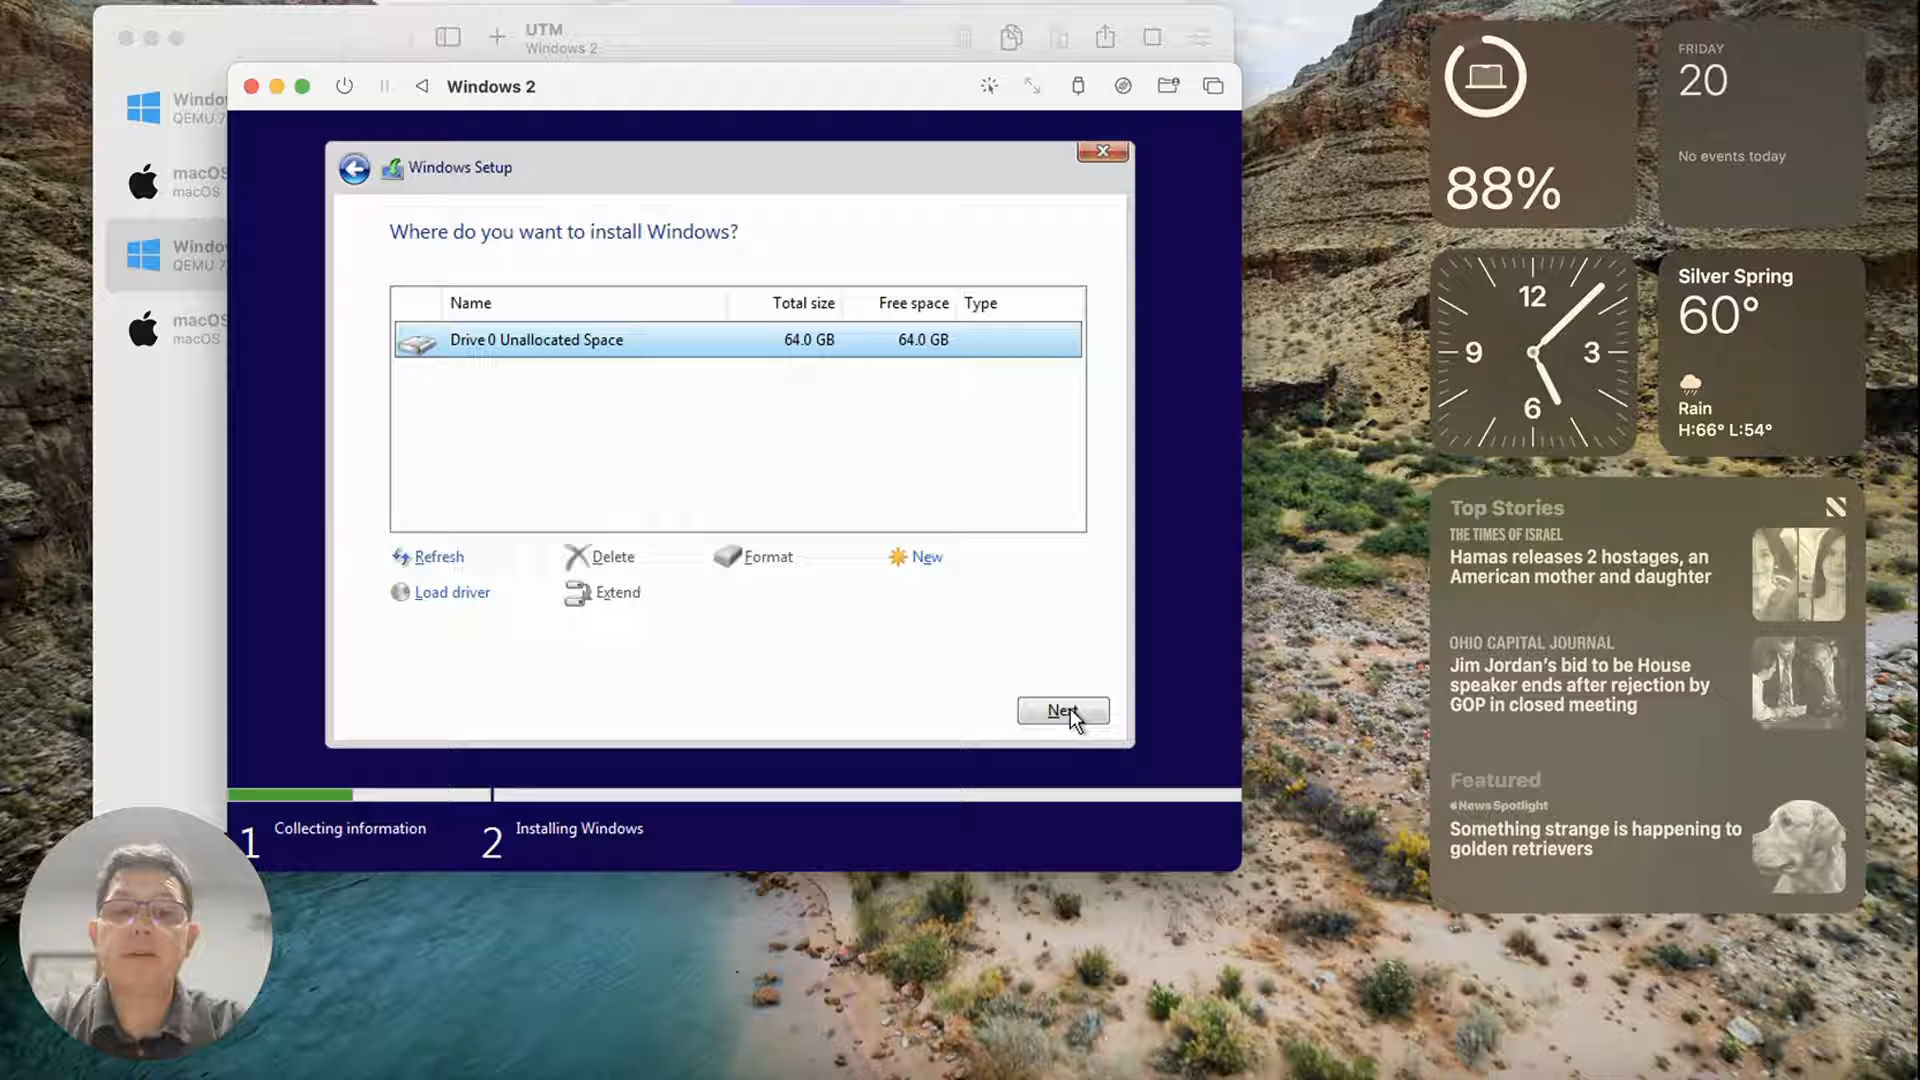 UTM
Windows 2
Windo
QEMU 7
macOS
macOS
Windo
QEMU 7
macOS
macOS
Windows 2
Windows Setup
Where do you want to install Windows?
Name Total size Free space Type
Drive 0 Unallocated Space 64.0 GB 64.0 GB
Refresh Delete Format New
Load driver Extend
Next
1 Collecting information 2 Installing Windows
88%
FRIDAY
20
No events today
12
9 3
6
Silver Spring
60°
Rain
H:66° L:54°
Top Stories
THE TIMES OF ISRAEL
Hamas releases 2 hostages, an
American mother and daughter
OHIO CAPITAL JOURNAL
Jim Jordan's bid to be House
speaker ends after rejection by
GOP in closed meeting
Featured
News Spotlight
Something strange is happening to
golden retrievers